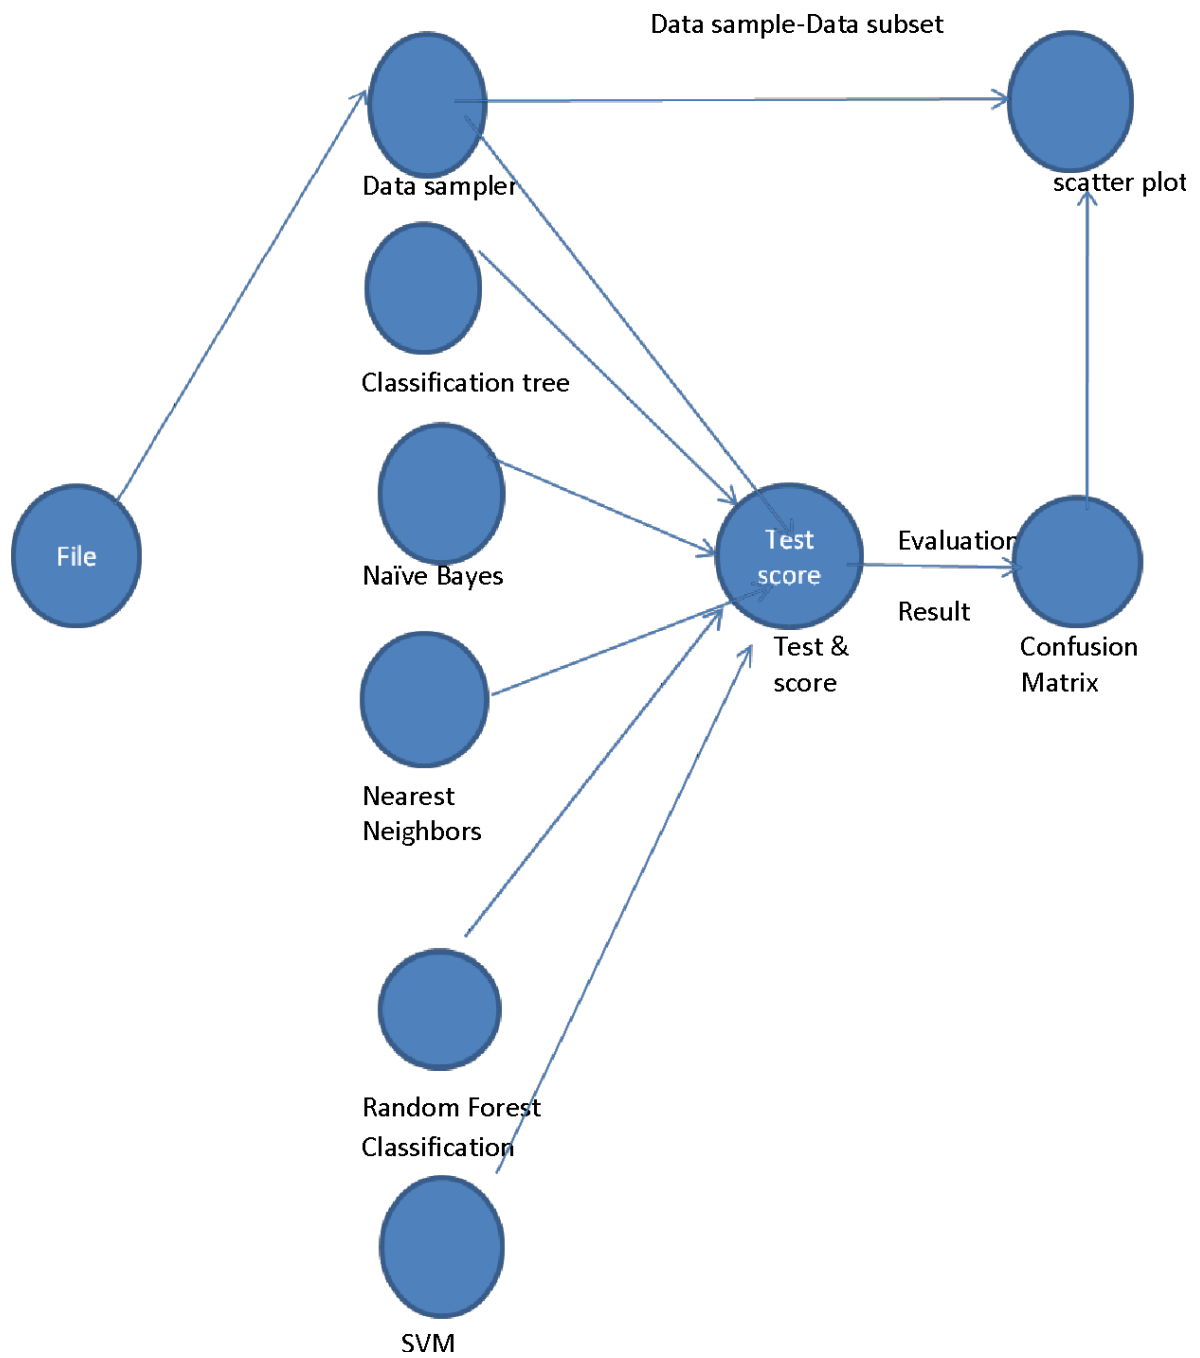 Data sample-Data subset
Data sampler
scatter plot
Classification tree
Naïve Bayes
File
Test
score
Evaluation
Result
Test &
score
Confusion
Matrix
Nearest
Neighbors
Random Forest
Classification
SVM